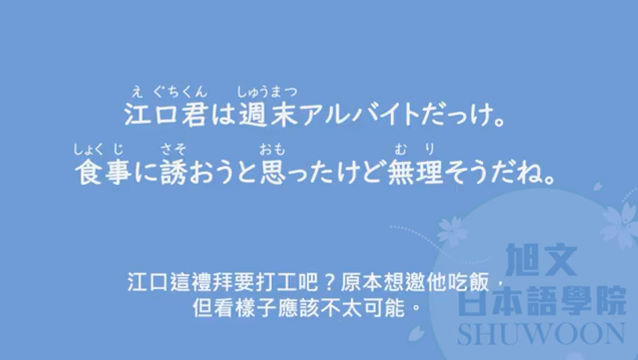 え ぐちくん しゅうまつ
江口君は週末アルバイトだっけ。
しょく じ さそ おも む り
食事に誘おうと思ったけど無理そうだね。
江口這禮拜要打工吧？原本想邀他吃飯，
但看樣子應該不太可能。
旭文
日本語學院
SHUWOON